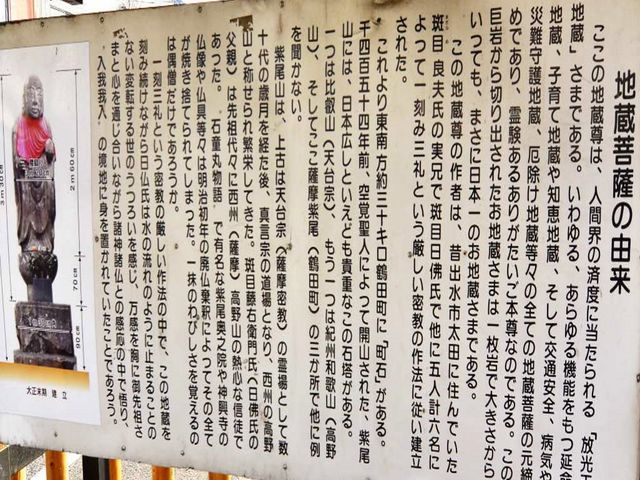 地蔵菩薩の由来
ここの地蔵尊は、人間界の済度に当たられる「放光王
地蔵」さまである。いわゆる、あらゆる機能をもつ延命
地蔵、子育て地蔵や知恵地蔵、そして交通安全、病気や
災難守護地蔵、厄除け地蔵等々の全ての地蔵菩薩の元締
めであり、霊験あるありがたいご本尊なのである。この
巨岩から切り出されたお地蔵さまは一枚岩で大きさから
いっても、まさに日本一のお地蔵さまである。
この地蔵尊の作者は、昔出水市太田に住んでいた
斑目良夫氏の実兄で斑目日佛氏で他に五人計六名に
よって一刻み三礼という厳しい密教の作法に従い建立
された。
これより東南方約三十キロ鶴田町に「町石」がある。
千四百五十四年前、空覚聖人によって開山された、紫尾
山には、日本広しといえども貴重なこの石塔がある。
一つは比叡山(天台宗)、もう一つは紀州和歌山(高野
山)、そしてここ薩摩紫尾(鶴田町)の三か所で他に例
を聞かない。
紫尾山は、上古は天台宗(薩摩密教)の霊場として数
十代の歳月を経た後、真言宗の道場となり、西州の高野
山と称せられ繁栄してきた。斑目藤右衛門氏(日佛氏の
父親)は先祖代々に西州(薩摩)高野山の熱心な信徒で
あった。「石童丸物語」で有名な紫尾奥之院や神興寺の
仏像や仏具等々は明治初年の廃仏棄釈によってその全て
が焼き捨てられてしまった。一抹のわびしさを覚えるの
は偶僧だけであろうか。
一刻三礼という密教の厳しい作法の中で、この地蔵を
刻み続けながら日仏氏は水の流れのように止まることの
ない変転する世のうつろいを感じ、万感を胸に御先祖さ
まと心を通じ合いながら諸神諸仏との感応の中で悟り、
「入我我入」の境地に身を置かれていたことであろう。
3m30cm
2m60cm
70cm
90cm
大正末期 建立